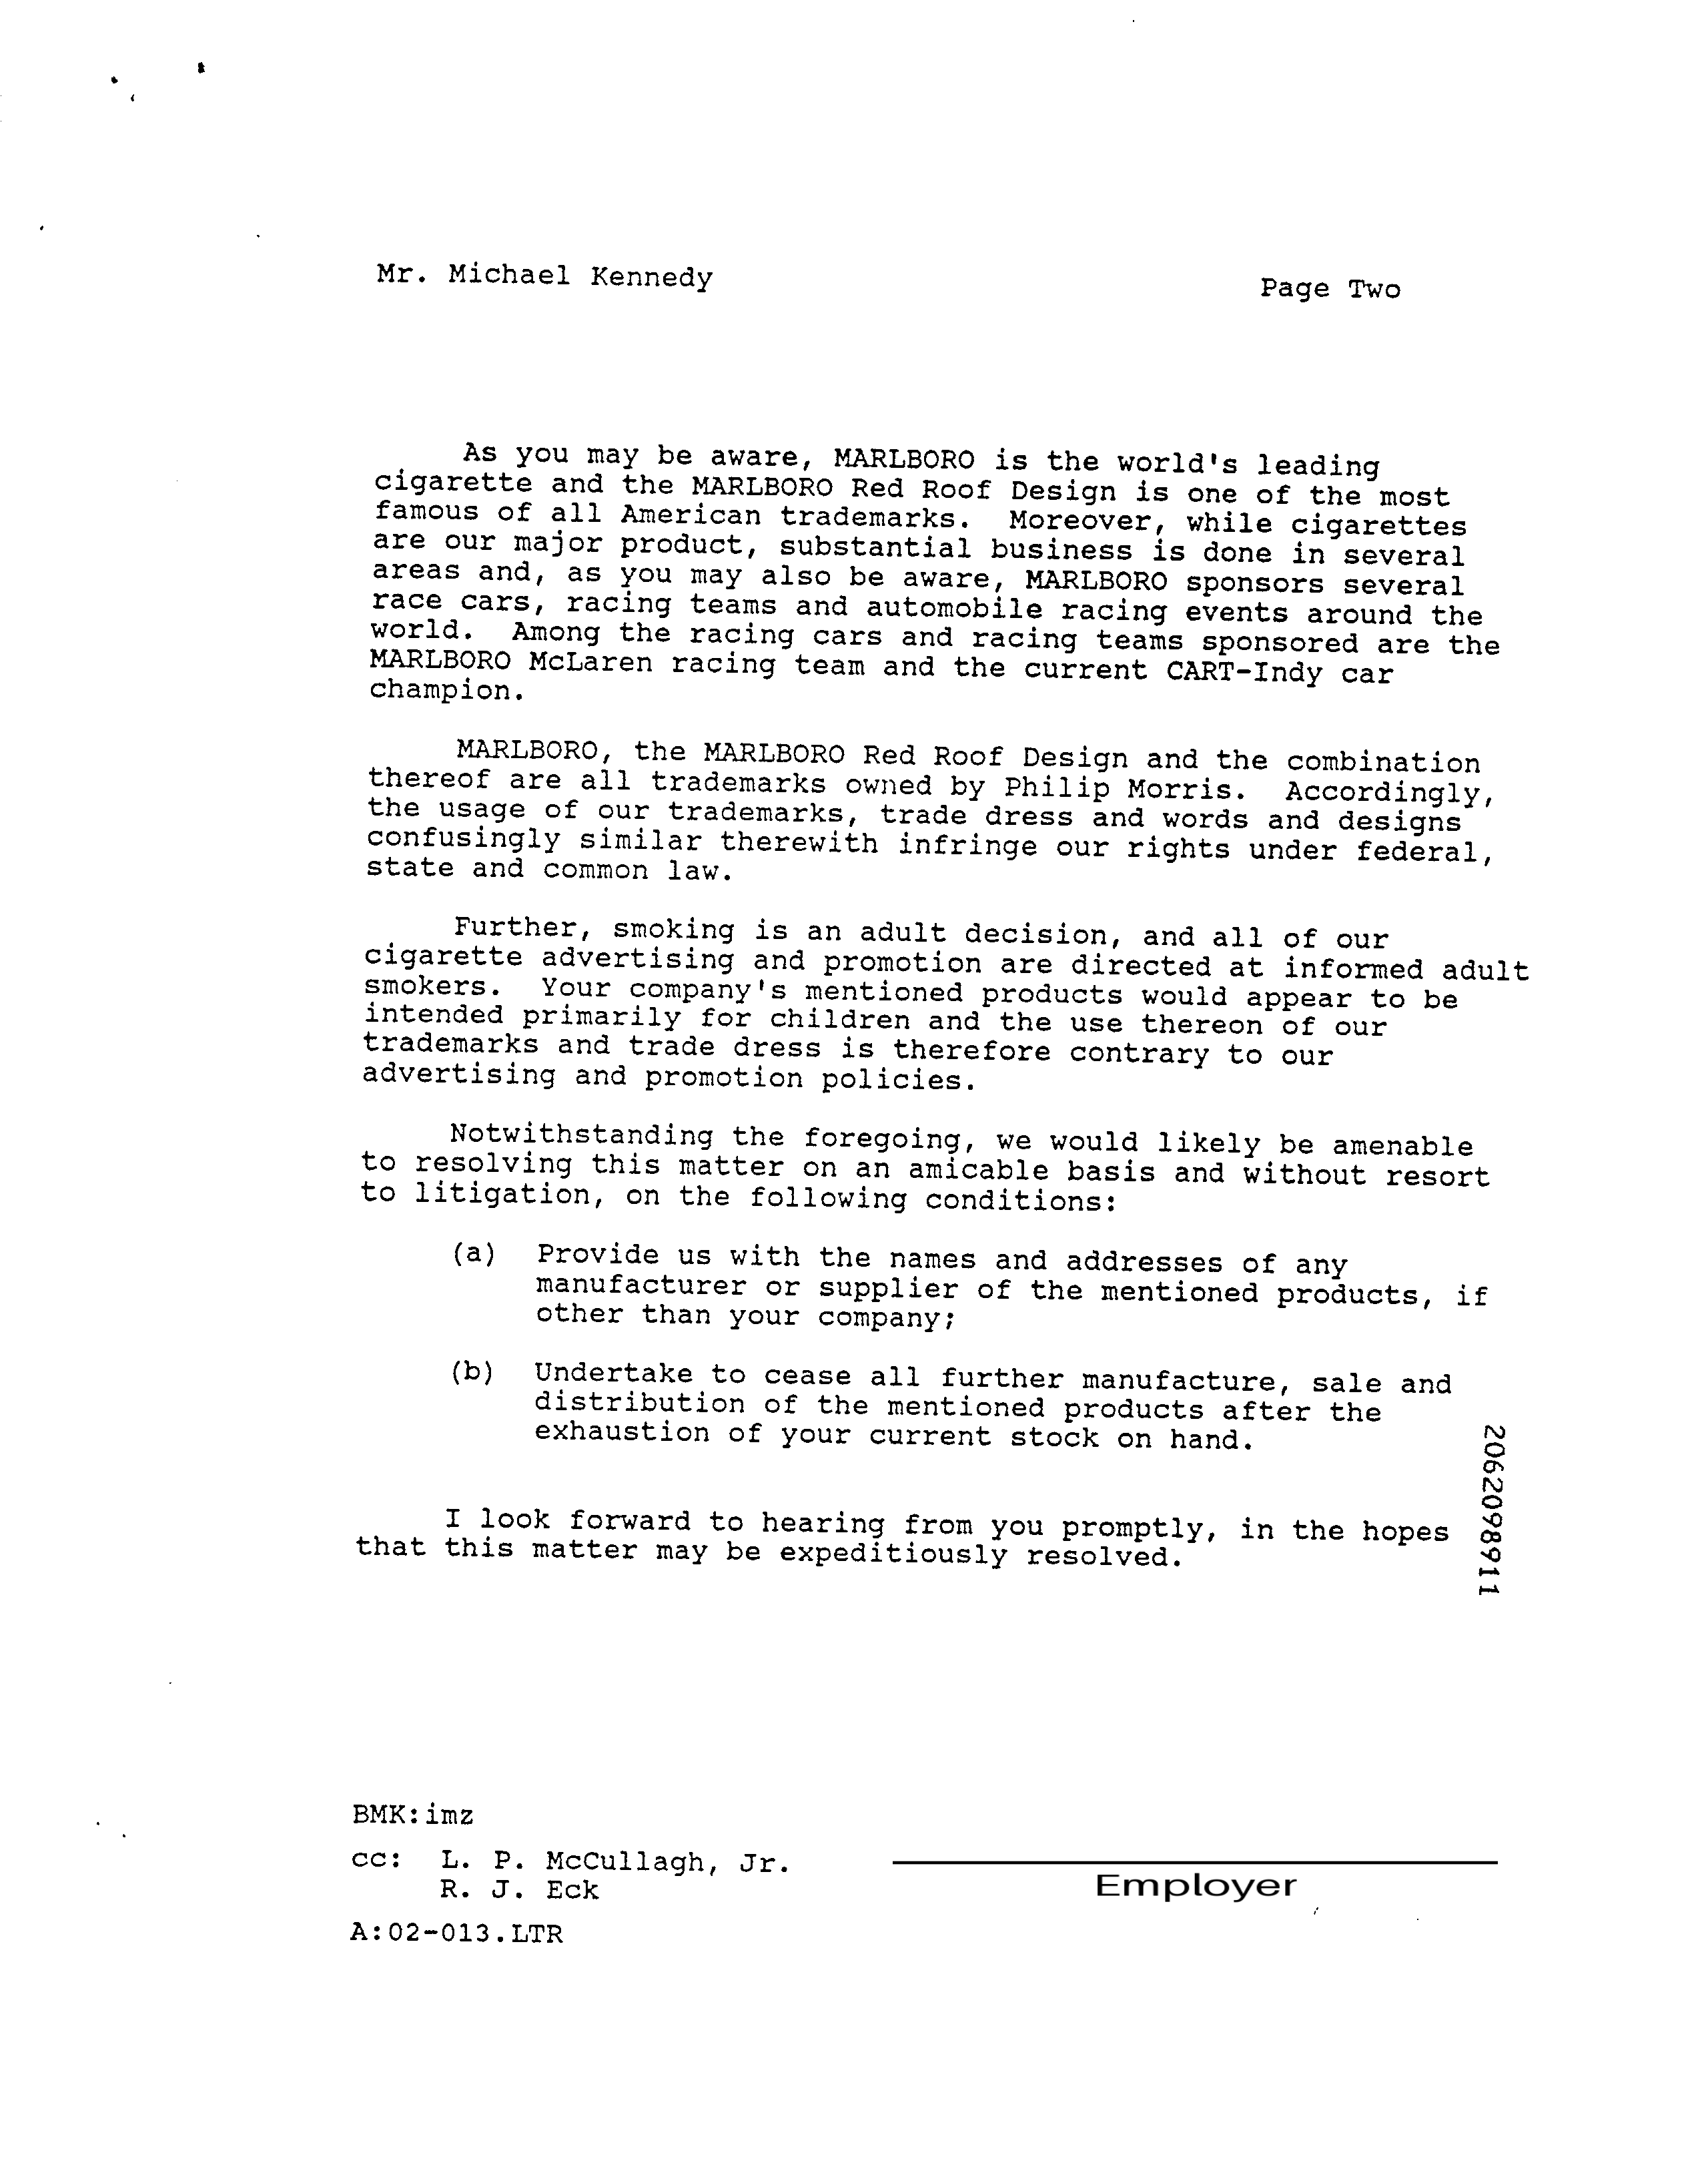 Mr. Michael Kennedy
Page Two
As you may be aware, MARLBORO is the world's leading
cigarette and the MARLBORO Red Roof Design is one of the most
famous of all American trademarks. Moreover, while cigarettes
are our major product, substantial business is done in several
areas and, as you may also be aware, MARLBORO sponsors several
race cars, racing teams and automobile racing events around the
world. Among the racing cars and racing teams sponsored are the
MARLBORO McLaren racing team and the current CART-Indy car
champion.
MARLBORO, the MARLBORO Red Roof Design and the combination
thereof are all trademarks owned by Philip Morris. Accordingly,
the usage of our trademarks, trade dress and words and designs
confusingly similar therewith infringe our rights under federal,
state and common law.
Further, smoking is an adult decision, and all of our
cigarette advertising and promotion are directed at informed adult
smokers. Your company's mentioned products would appear to be
intended primarily for children and the use thereon of our
trademarks and trade dress is therefore contrary to our
advertising and promotion policies.
Notwithstanding the foregoing, we would likely be amenable
to resolving this matter on an amicable basis and without resort
to litigation, on the following conditions:
(a) Provide us with the names and addresses of any
manufacturer or supplier of the mentioned products, if
other than your company;
(b) Undertake to cease all further manufacture, sale and
distribution of the mentioned products after the
exhaustion of your current stock on hand.
I look forward to hearing from you promptly, in the hopes
that this matter may be expeditiously resolved.
2062098911
BMK:imz
cc: L. P. McCullagh, Jr.
R. J. Eck
Employer
A:02-013.LTR